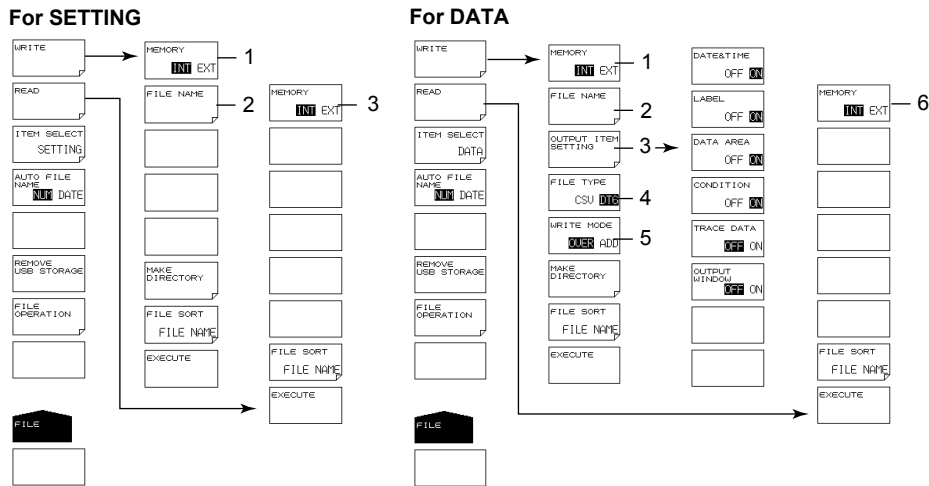 For SETTING
WRITE
READ
ITEM SELECT
SETTING
AUTO FILE
NAME
NUM DATE
REMOVE
USB STORAGE
FILE
OPERATION
FILE
MEMORY
INT EXT
1
FILE NAME
2
MAKE
DIRECTORY
FILE SORT
FILE NAME
EXECUTE
MEMORY
INT EXT
3
FILE SORT
FILE NAME
EXECUTE
For DATA
WRITE
READ
ITEM SELECT
DATA
AUTO FILE
NAME
NUM DATE
REMOVE
USB STORAGE
FILE
OPERATION
FILE
MEMORY
INT EXT
1
FILE NAME
2
OUTPUT ITEM
SETTING
3
FILE TYPE
CSV DT6
4
WRITE MODE
OVER ADD
5
MAKE
DIRECTORY
FILE SORT
FILE NAME
EXECUTE
DATE&TIME
OFF ON
LABEL
OFF ON
DATA AREA
OFF ON
CONDITION
OFF ON
TRACE DATA
OFF ON
OUTPUT
WINDOW
OFF ON
MEMORY
INT EXT
6
FILE SORT
FILE NAME
EXECUTE